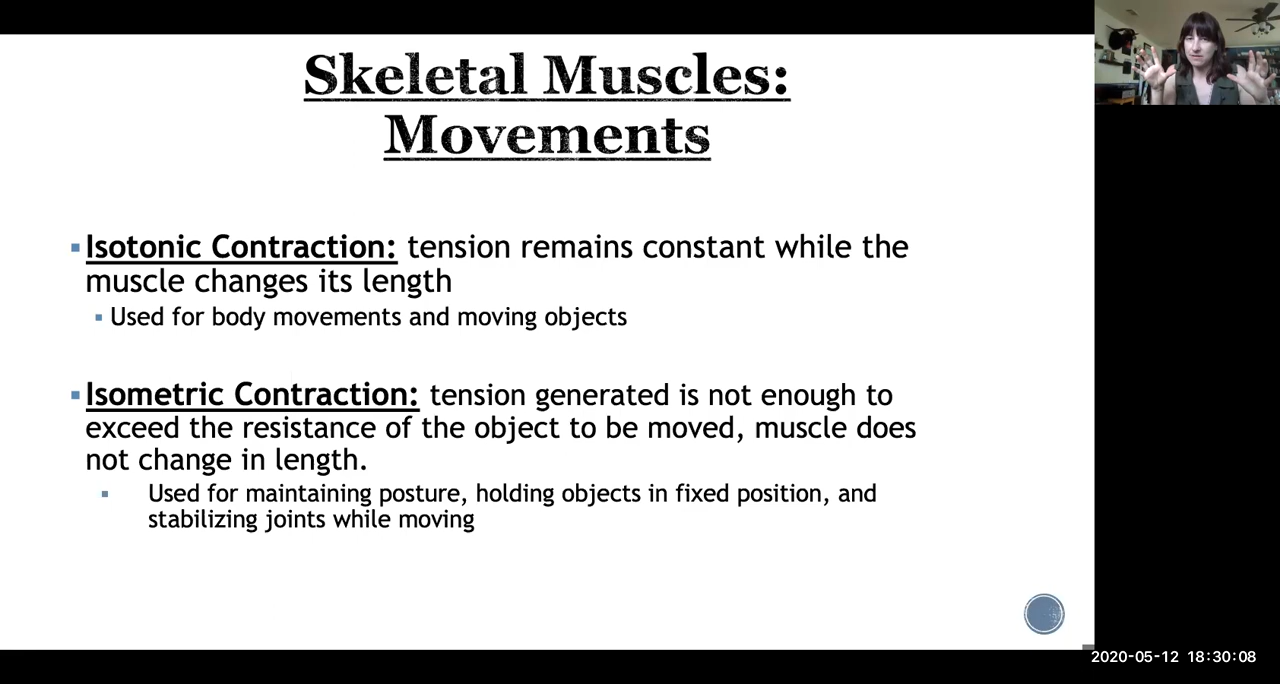 Skeletal Muscles:
Movements
Isotonic Contraction: tension remains constant while the
muscle changes its length
Used for body movements and moving objects
Isometric Contraction: tension generated is not enough to
exceed the resistance of the object to be moved, muscle does
not change in length.
Used for maintaining posture, holding objects in fixed position, and
stabilizing joints while moving
2020-05-12 18:30:08